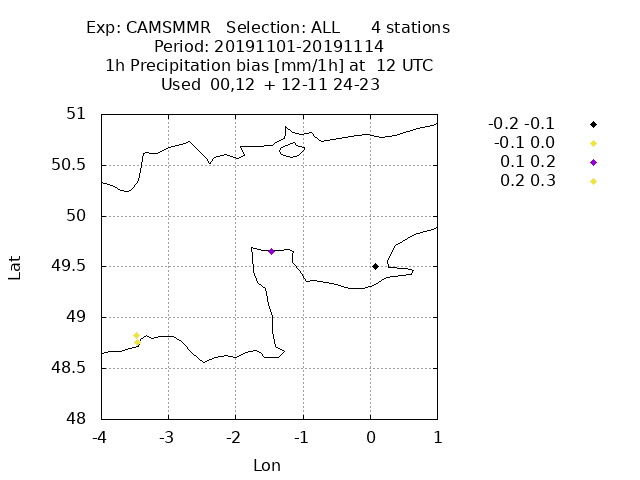 Exp: CAMSMMR   Selection: ALL      4 stations
Period: 20191101-20191114
1h Precipitation bias [mm/1h] at  12 UTC
Used  00,12  + 12-11 24-23
-0.2 -0.1
-0.1 0.0
0.1 0.2
0.2 0.3
51
50.5
50
49.5
49
48.5
48
Lat
-4 -3 -2 -1 0 1
Lon